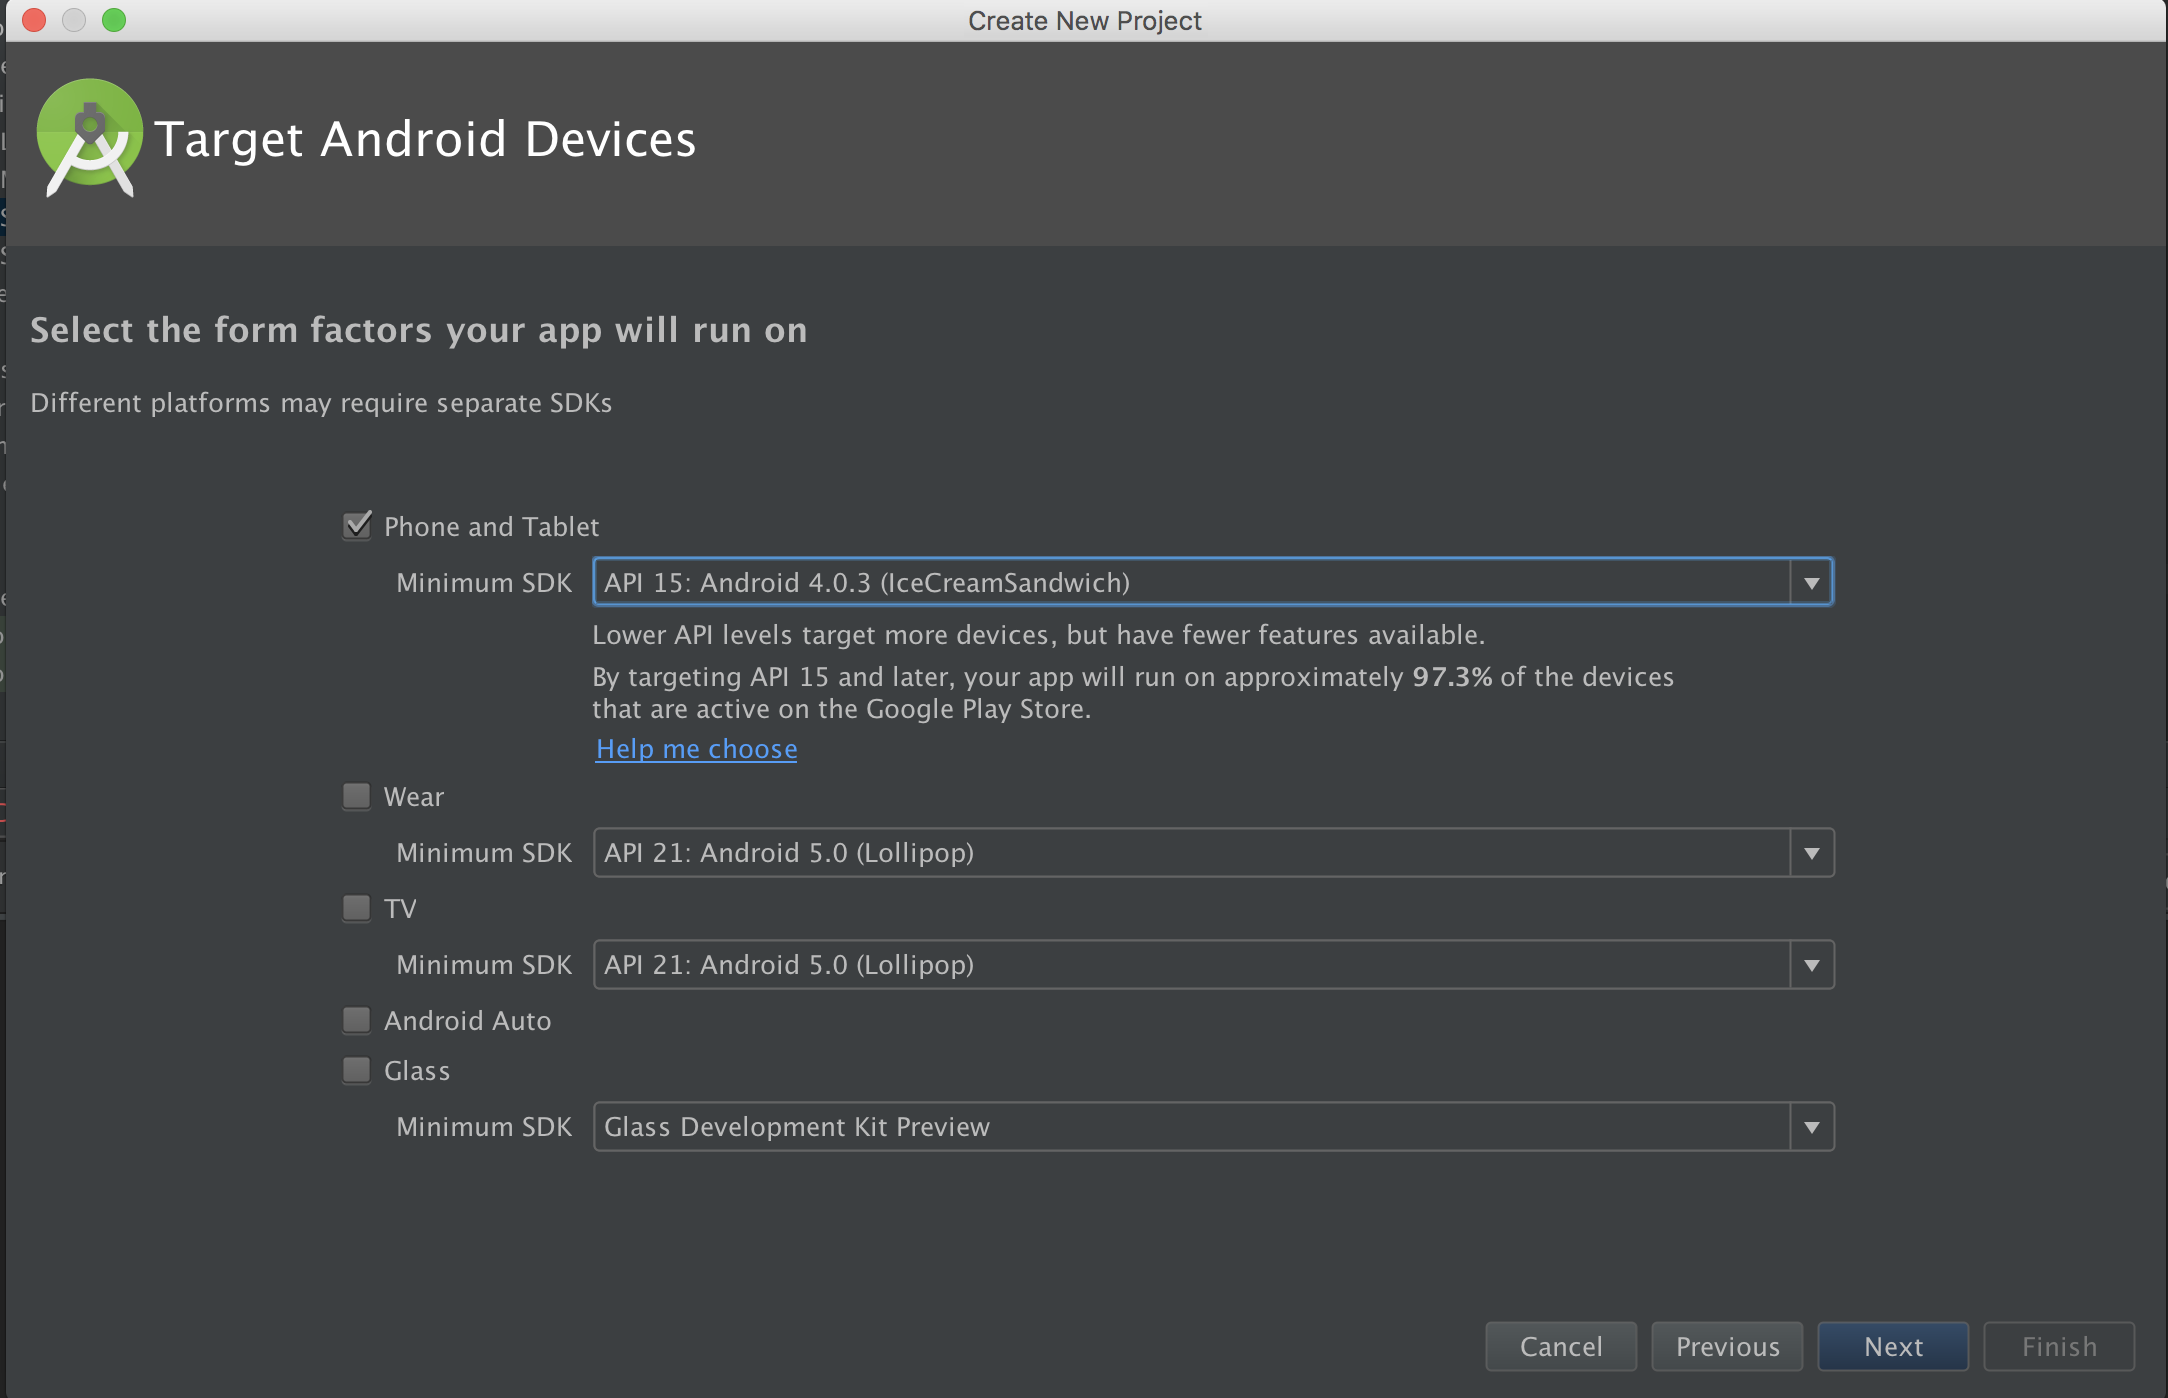 Create New Project
Target Android Devices
Select the form factors your app will run on
Different platforms may require separate SDKs
Phone and Tablet
Minimum SDK API 15: Android 4.0.3 (IceCreamSandwich)
Lower API levels target more devices, but have fewer features available.
By targeting API 15 and later, your app will run on approximately 97.3% of the devices
that are active on the Google Play Store.
Help me choose
Wear
Minimum SDK API 21: Android 5.0 (Lollipop)
TV
Minimum SDK API 21: Android 5.0 (Lollipop)
Android Auto
Glass
Minimum SDK Glass Development Kit Preview
Cancel Previous Next Finish